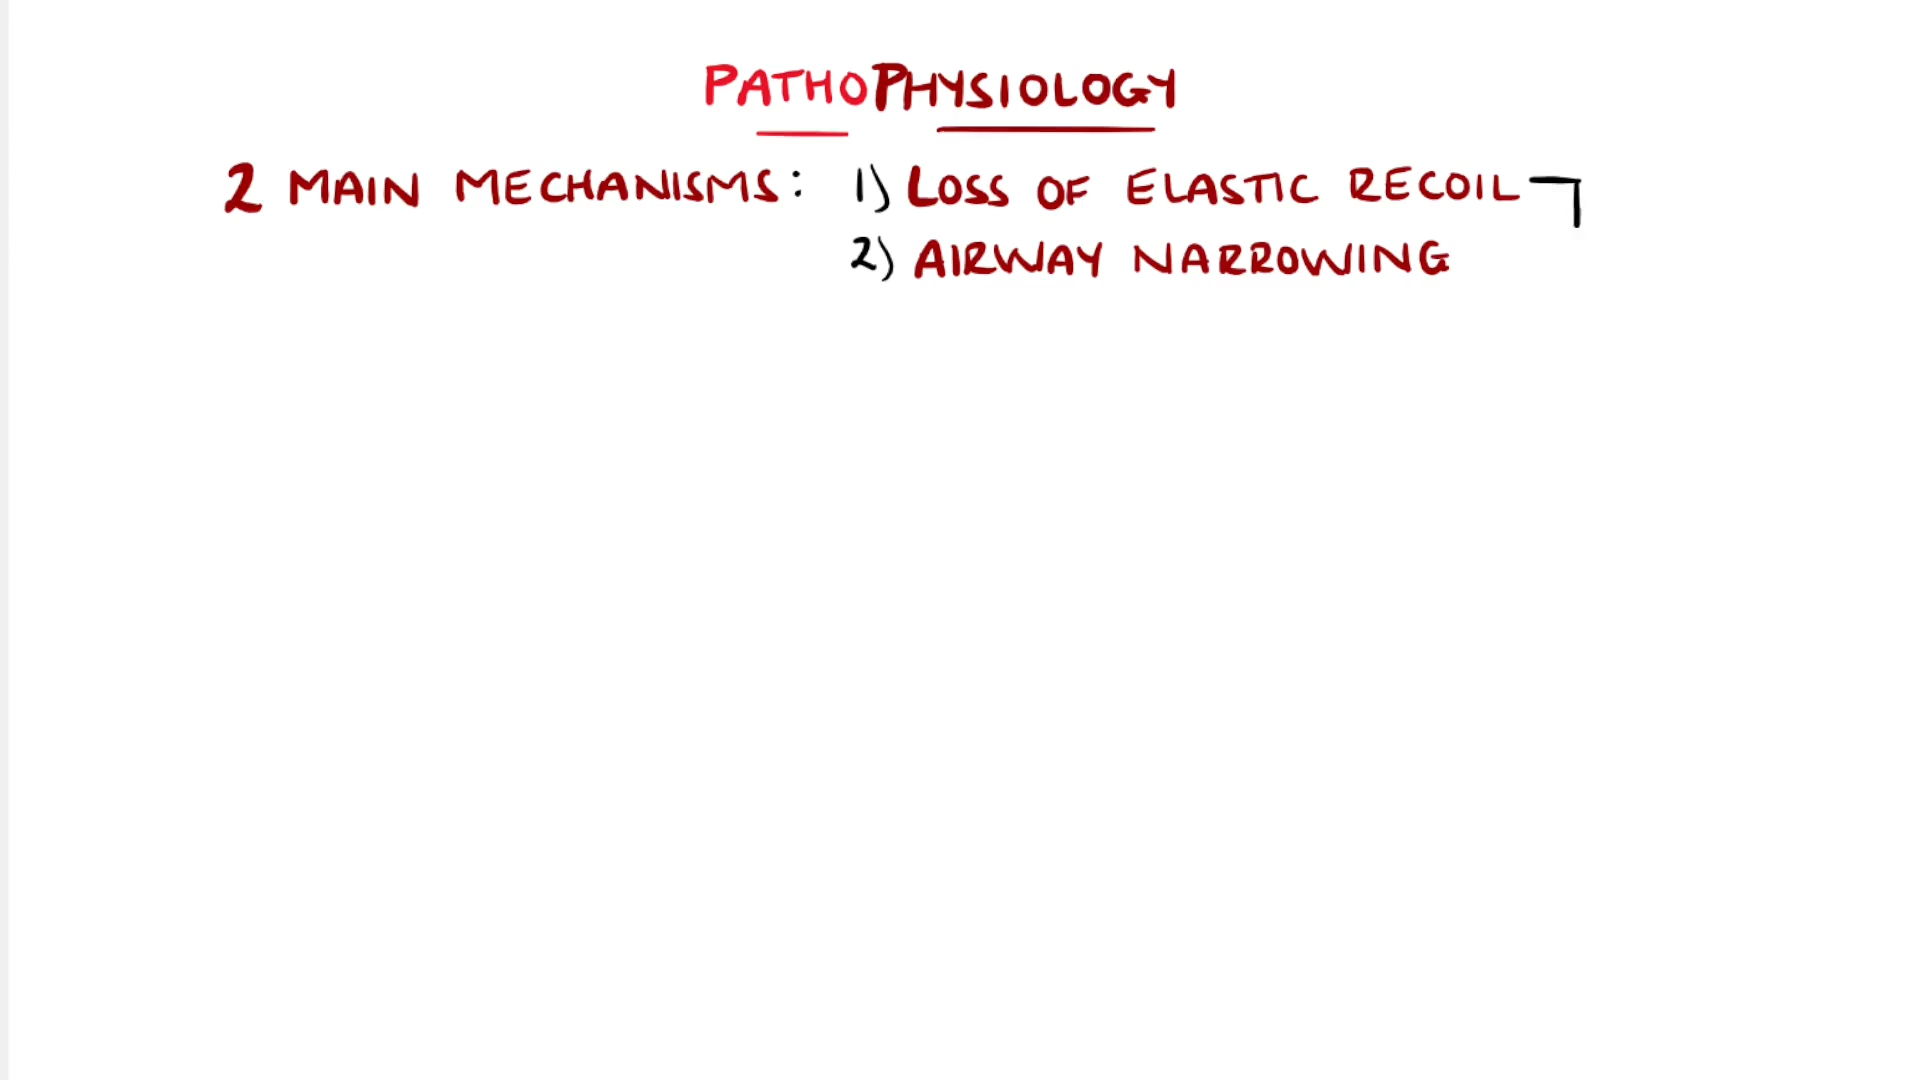 PATHOPHYSIOLOGY
2 MAIN MECHANISMS: 1) LOSS OF ELASTIC RECOIL
2) AIRWAY NARROWING